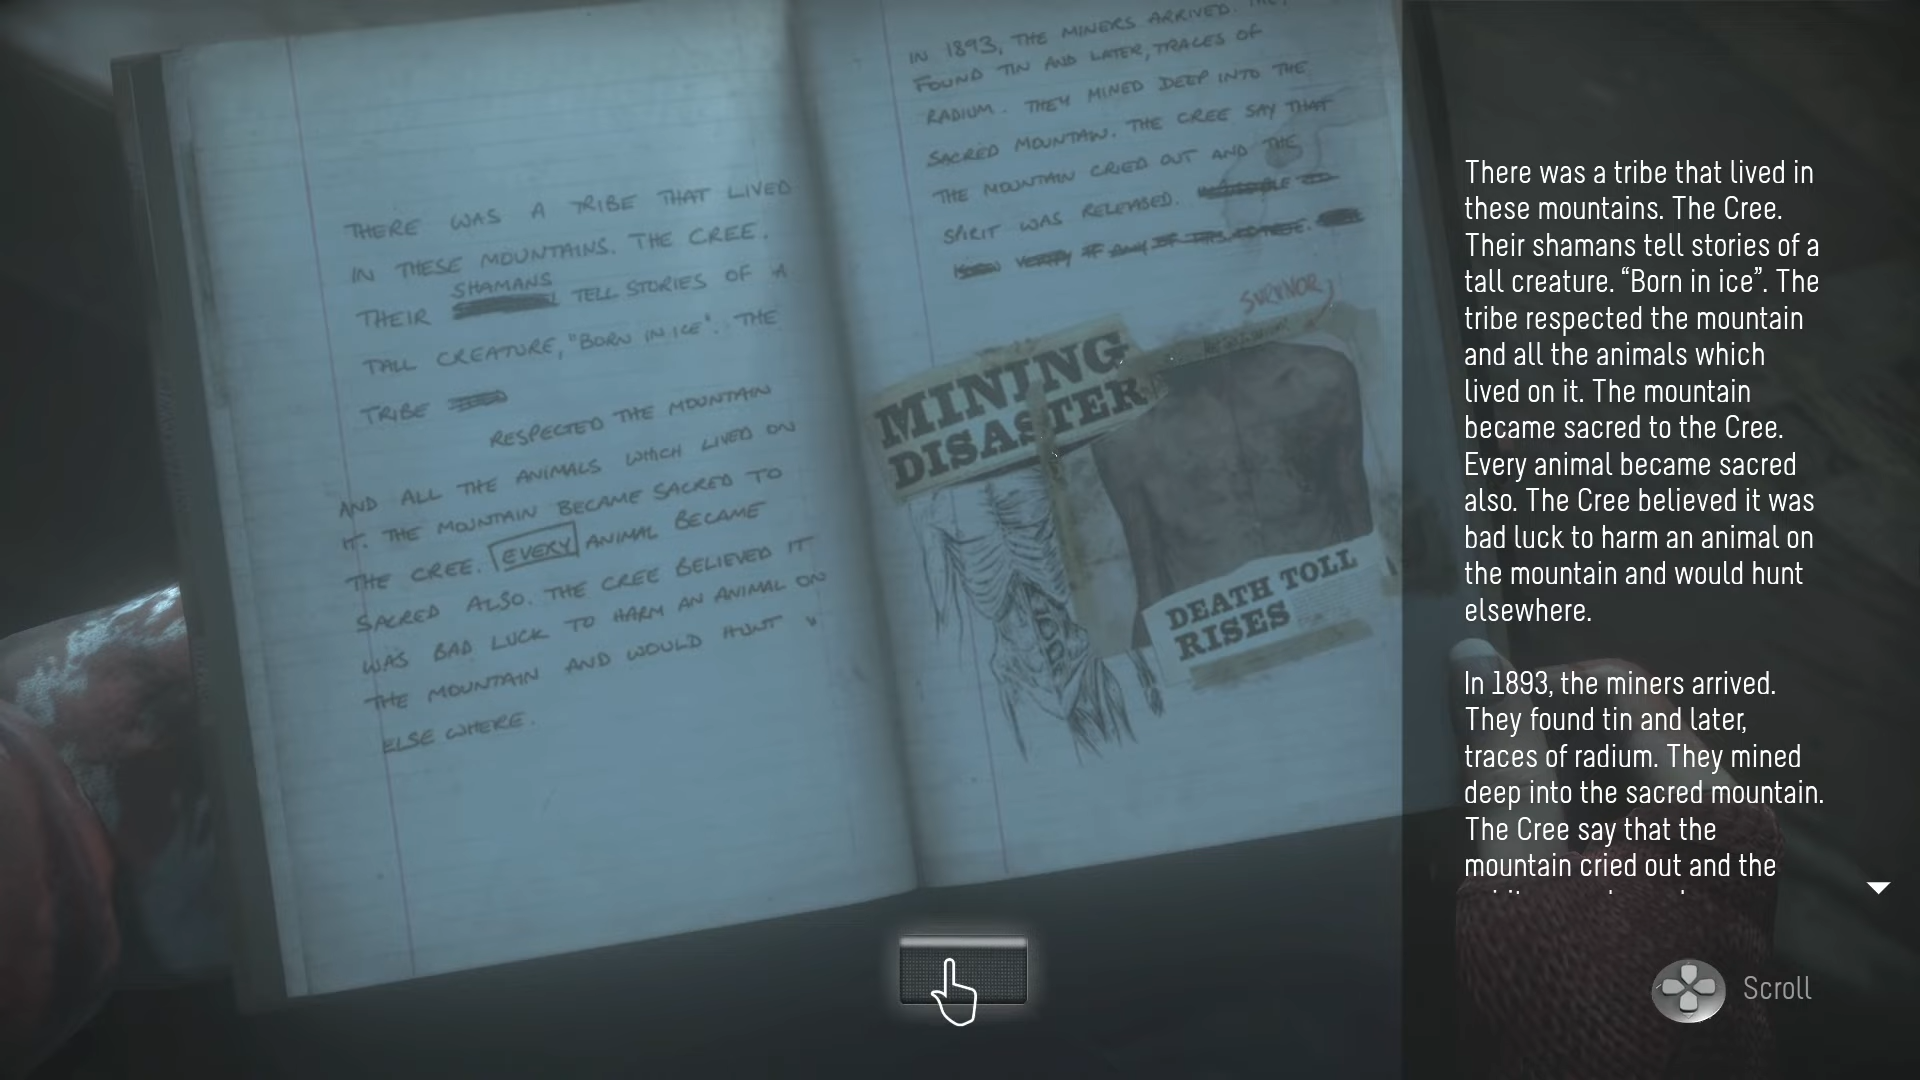 THERE WAS A TRIBE THAT LIVED
IN THESE MOUNTAINS. THE CREE.
SHAMANS
THEIR TELL STORIES OF A
TALL CREATURE, "BORN IN ICE". THE
TRIBE
RESPECTED THE MOUNTAIN
AND ALL THE ANIMALS WHICH LIVED ON
IT. THE MOUNTAIN BECAME SACRED TO
THE CREE. EVERY ANIMAL BECAME
SACRED ALSO. THE CREE BELIEVED IT
WAS BAD LUCK TO HARM AN ANIMAL ON
THE MOUNTAIN AND WOULD HUNT
ELSE WHERE.
IN 1893, THE MINERS ARRIVED. THEY
FOUND TIN AND LATER, TRACES OF
RADIUM. THEY MINED DEEP INTO THE
SACRED MOUNTAIN. THE CREE SAY THAT
THE MOUNTAIN CRIED OUT AND THE
SPIRIT WAS RELEASED.
VERIFY IF ANY OF THIS
SURVIVOR
MINING
DISASTER
DEATH TOLL
RISES
There was a tribe that lived in
these mountains. The Cree.
Their shamans tell stories of a
tall creature. “Born in ice”. The
tribe respected the mountain
and all the animals which
lived on it. The mountain
became sacred to the Cree.
Every animal became sacred
also. The Cree believed it was
bad luck to harm an animal on
the mountain and would hunt
elsewhere.
In 1893, the miners arrived.
They found tin and later,
traces of radium. They mined
deep into the sacred mountain.
The Cree say that the
mountain cried out and the
Scroll